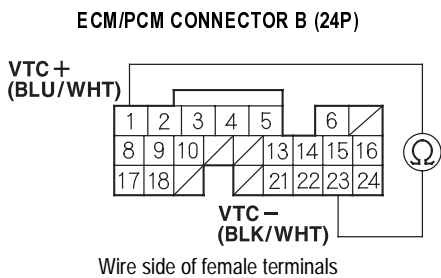 ECM/PCM CONNECTOR B (24P)
VTC+
(BLU/WHT)
1 2 3 4 5 6
8 9 10 13 14 15 16
Ω
17 18 21 22 23 24
VTC−
(BLK/WHT)
Wire side of female terminals